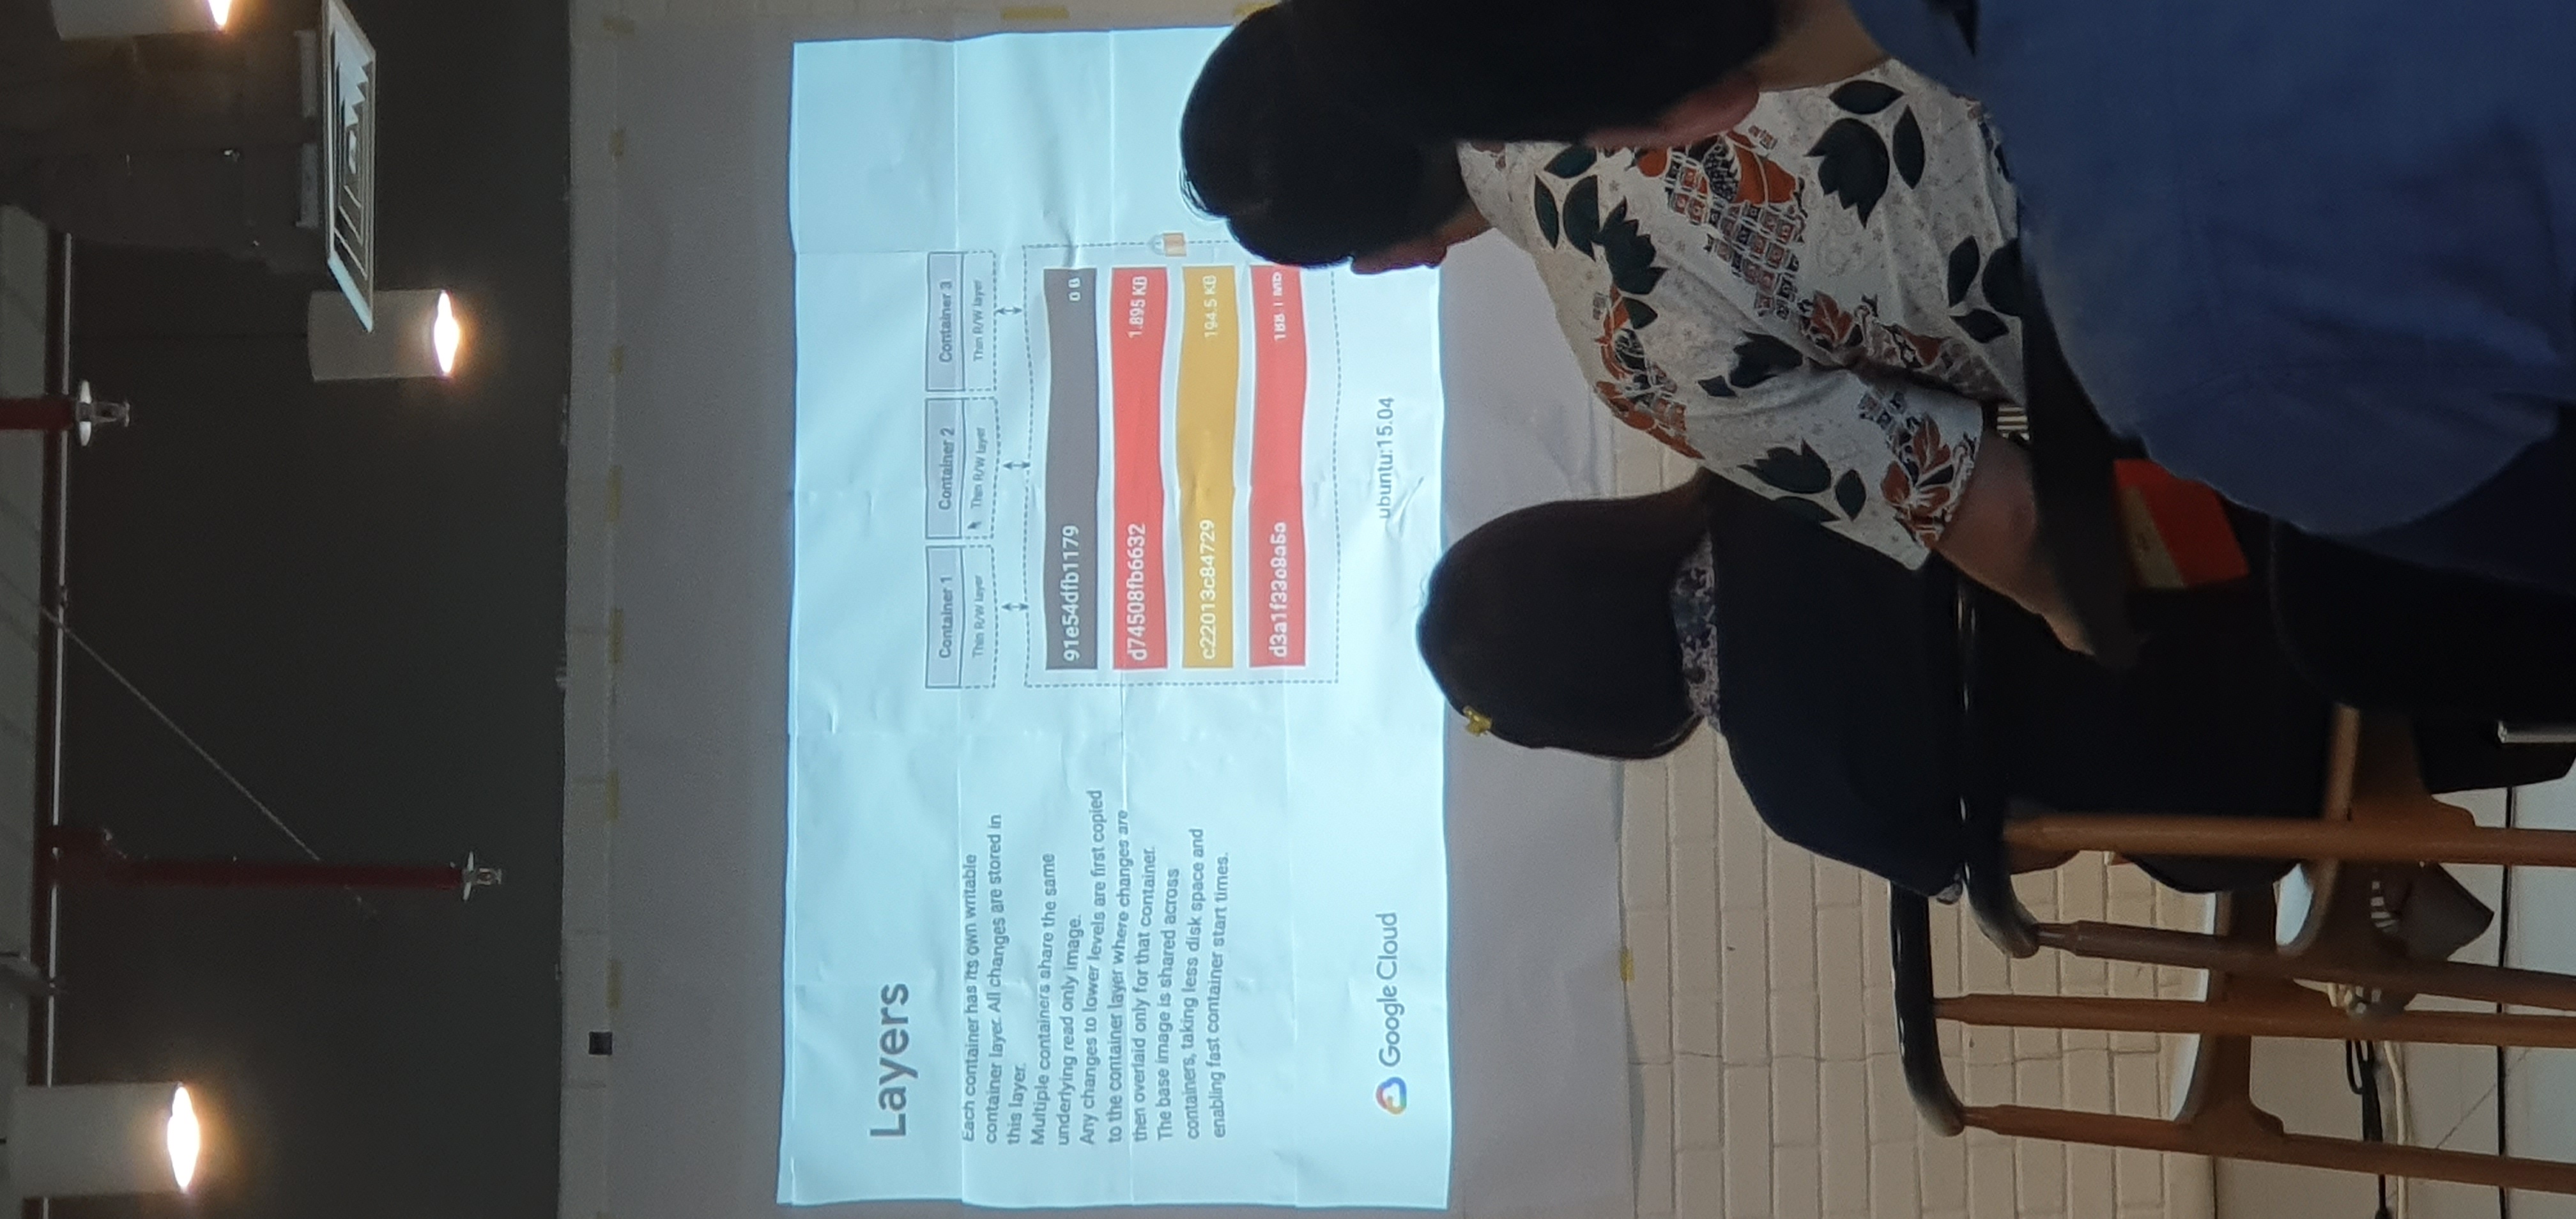 Layers
Each container has its own writable
container layer. All changes are stored in
this layer.
Multiple containers share the same
underlying read only image.
Any changes to lower levels are first copied
to the container layer where changes are
then overlaid only for that container.
The base image is shared across
containers, taking less disk space and
enabling fast container start times.
Google Cloud
Container 1
Container 2
Container 3
Thin R/W layer
Thin R/W layer
Thin R/W layer
91e54dfb1179
0 B
d74508fb6632
1.895 KB
c22013c84729
194.5 KB
ubuntu:15.04